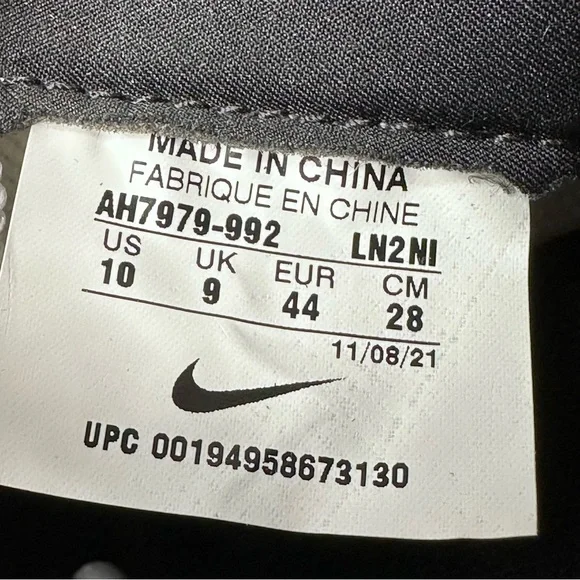 MADE IN CHINA
FABRIQUE EN CHINE
AH7979-992 LN2NI
US UK EUR CM
10 9 44 28
11/08/21
UPC 00194958673130